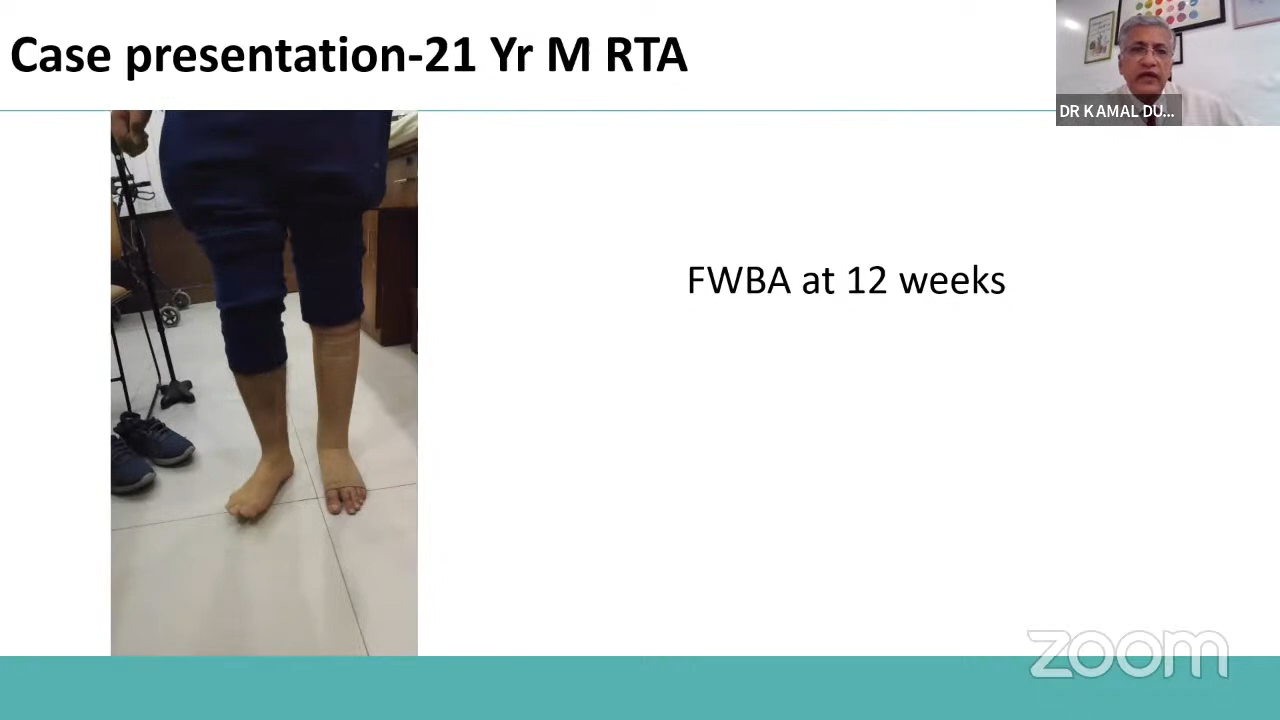 Case presentation-21 Yr M RTA
DR KAMAL DU...
FWBA at 12 weeks
zoom